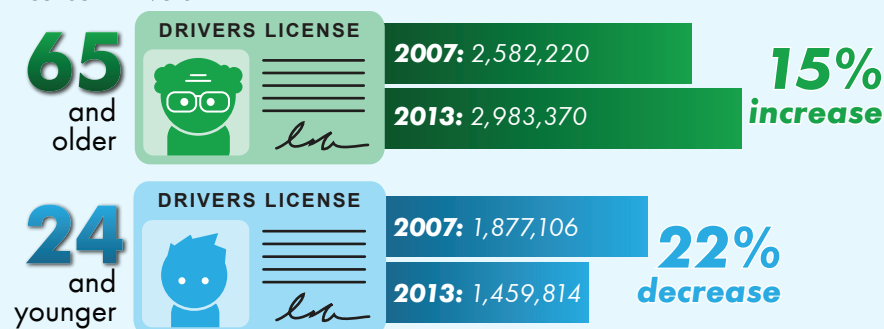 65
and
older
DRIVERS LICENSE
2007: 2,582,220
2013: 2,983,370
15%
increase
24
and
younger
DRIVERS LICENSE
2007: 1,877,106
2013: 1,459,814
22%
decrease